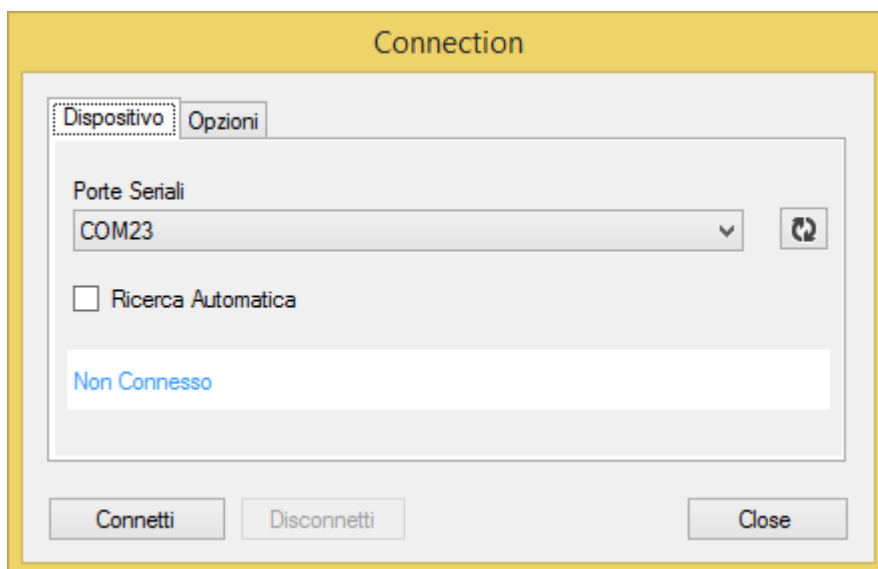 Connection
Dispositivo Opzioni
Porte Seriali
COM23
Ricerca Automatica
Non Connesso
Connetti Disconnetti Close